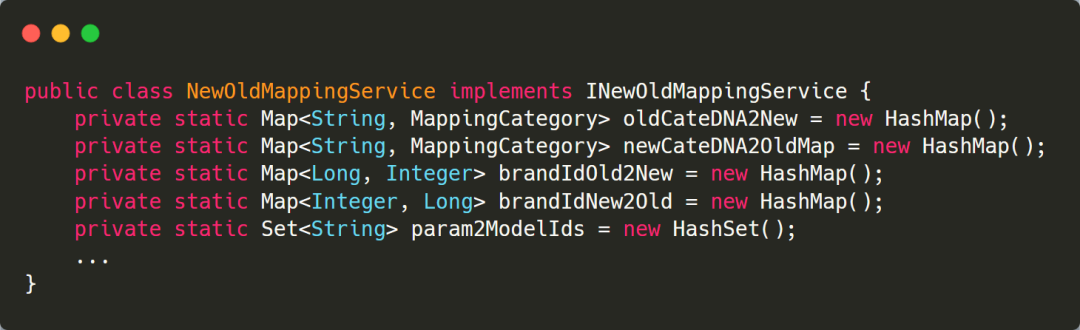 public class NewOldMappingService implements INewOldMappingService {
    private static Map<String, MappingCategory> oldCateDNA2New = new HashMap();
    private static Map<String, MappingCategory> newCateDNA2OldMap = new HashMap();
    private static Map<Long, Integer> brandIdOld2New = new HashMap();
    private static Map<Integer, Long> brandIdNew2Old = new HashMap();
    private static Set<String> param2ModelIds = new HashSet();
    ...
}